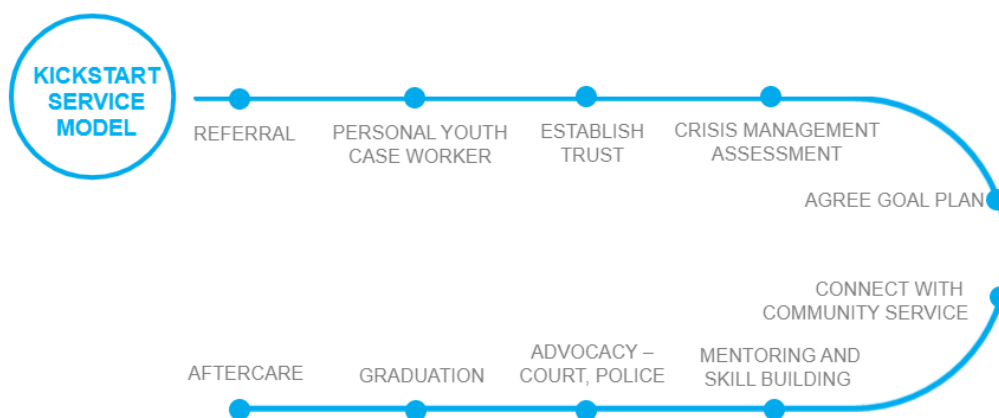 KICKSTART
SERVICE
MODEL
REFERRAL
PERSONAL YOUTH
CASE WORKER
ESTABLISH
TRUST
CRISIS MANAGEMENT
ASSESSMENT
AGREE GOAL PLAN
CONNECT WITH
COMMUNITY SERVICE
MENTORING AND
SKILL BUILDING
ADVOCACY –
COURT, POLICE
GRADUATION
AFTERCARE